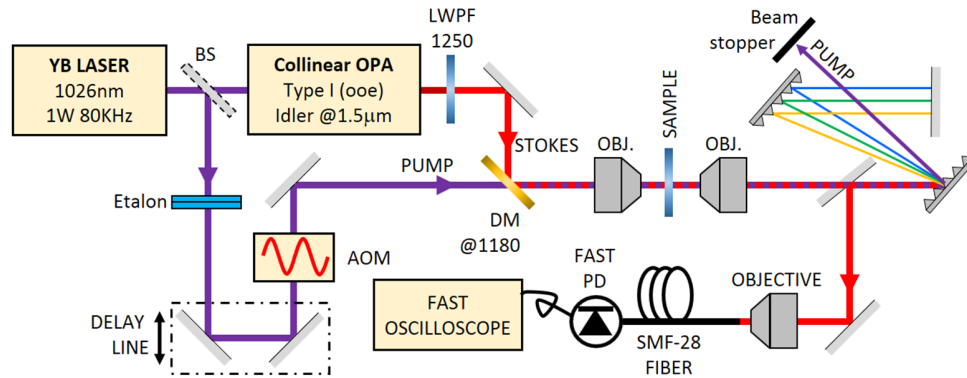 YB LASER
1026nm
1W 80KHz
BS
Collinear OPA
Type I (ooe)
Idler @1.5μm
LWPF
1250
STOKES
PUMP
DM
@1180
OBJ.
SAMPLE
OBJ.
Beam
stopper
PUMP
Etalon
AOM
DELAY
LINE
FAST
OSCILLOSCOPE
FAST
PD
SMF-28
FIBER
OBJECTIVE